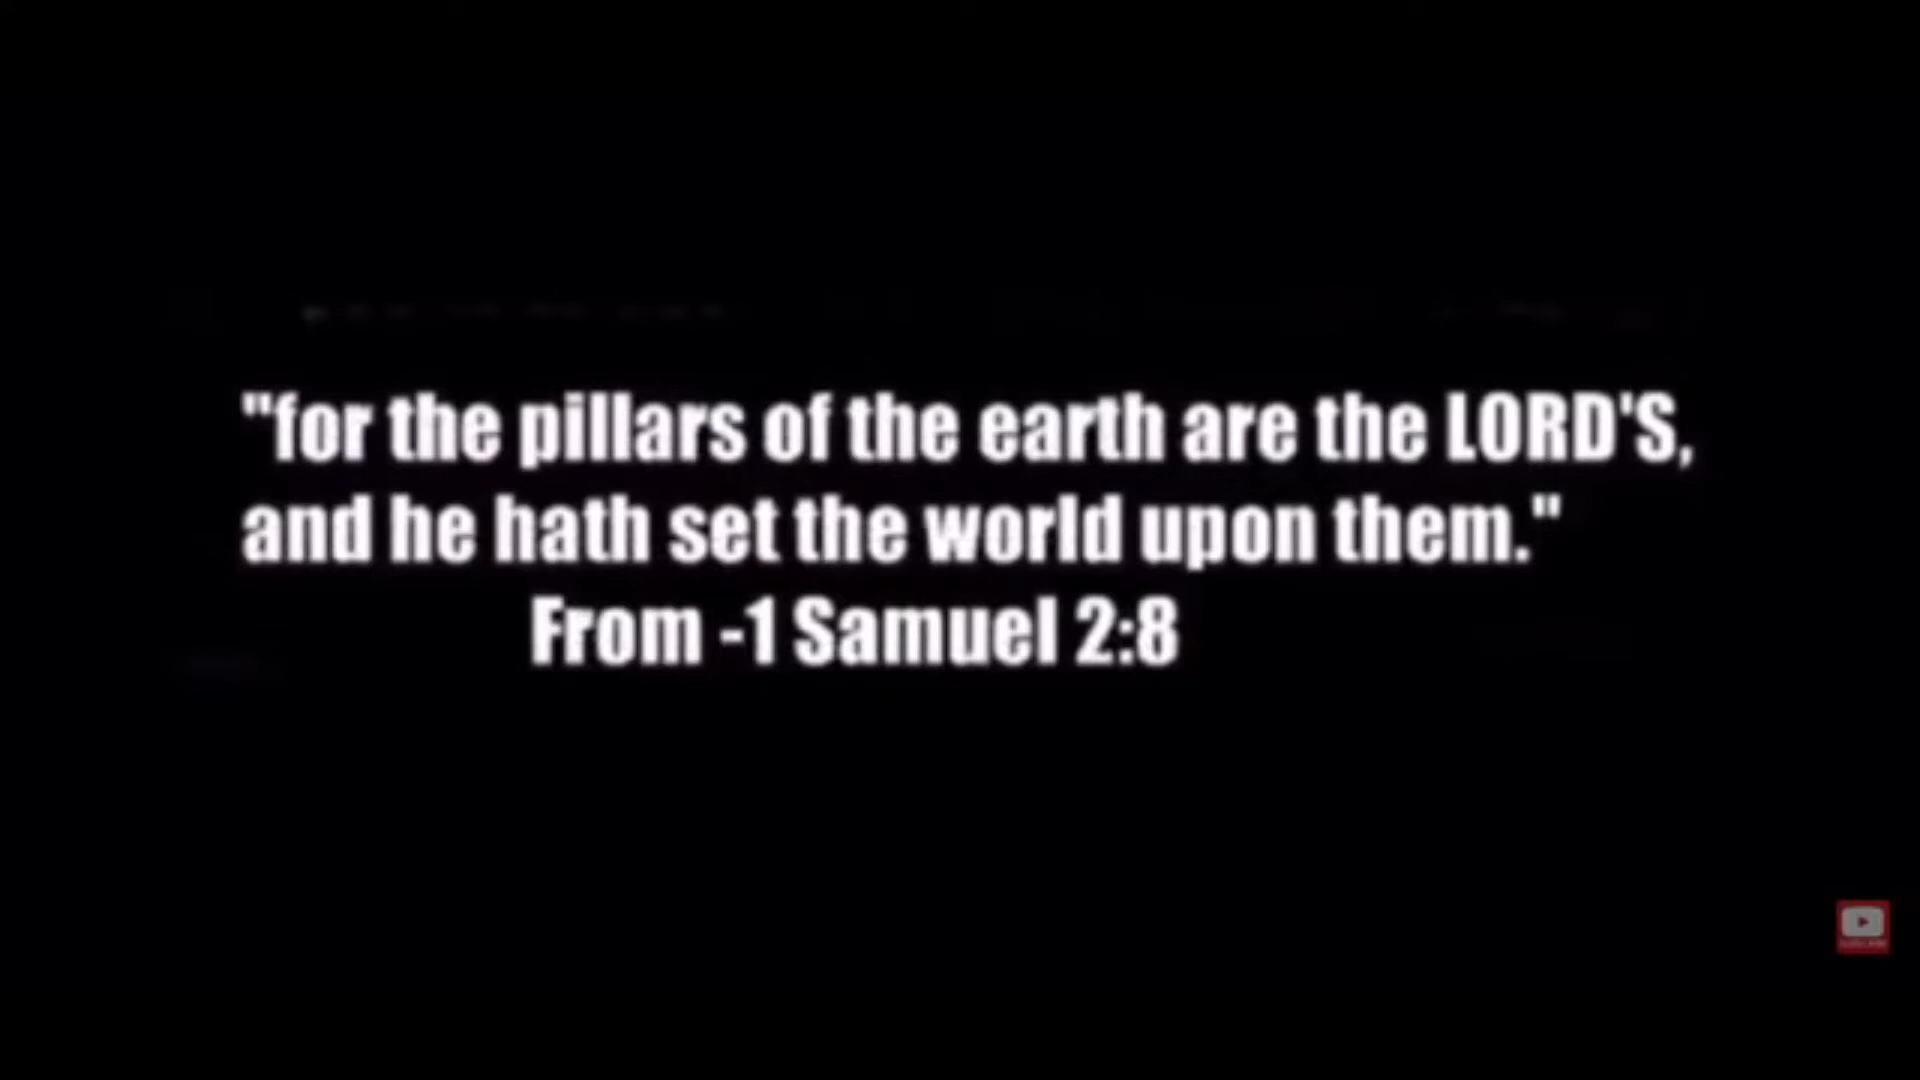 "for the pillars of the earth are the LORD'S,
and he hath set the world upon them."
From -1 Samuel 2:8